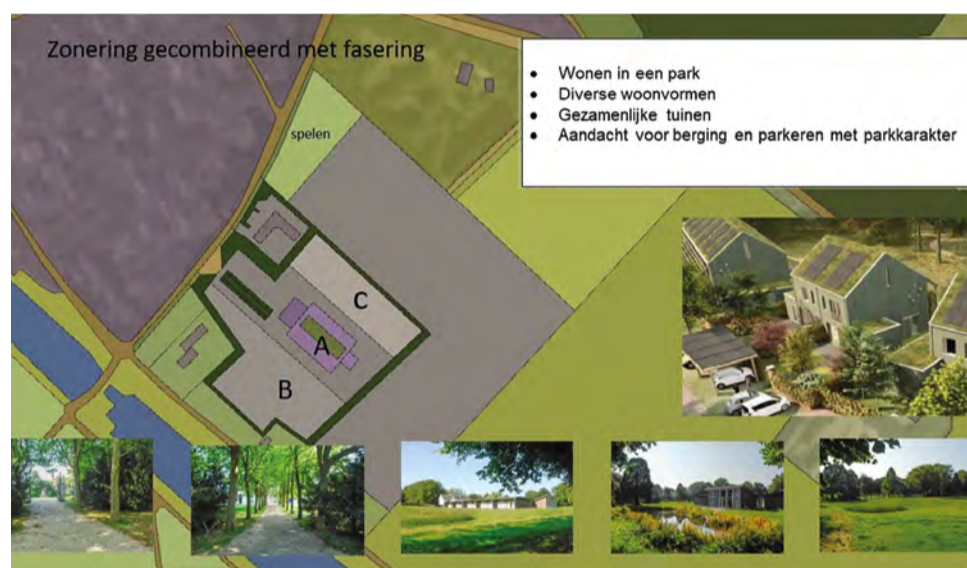 Zonering gecombineerd met fasering
• Wonen in een park
• Diverse woonvormen
• Gezamenlijke tuinen
• Aandacht voor berging en parkeren met parkkarakter
spelen
C
A
B